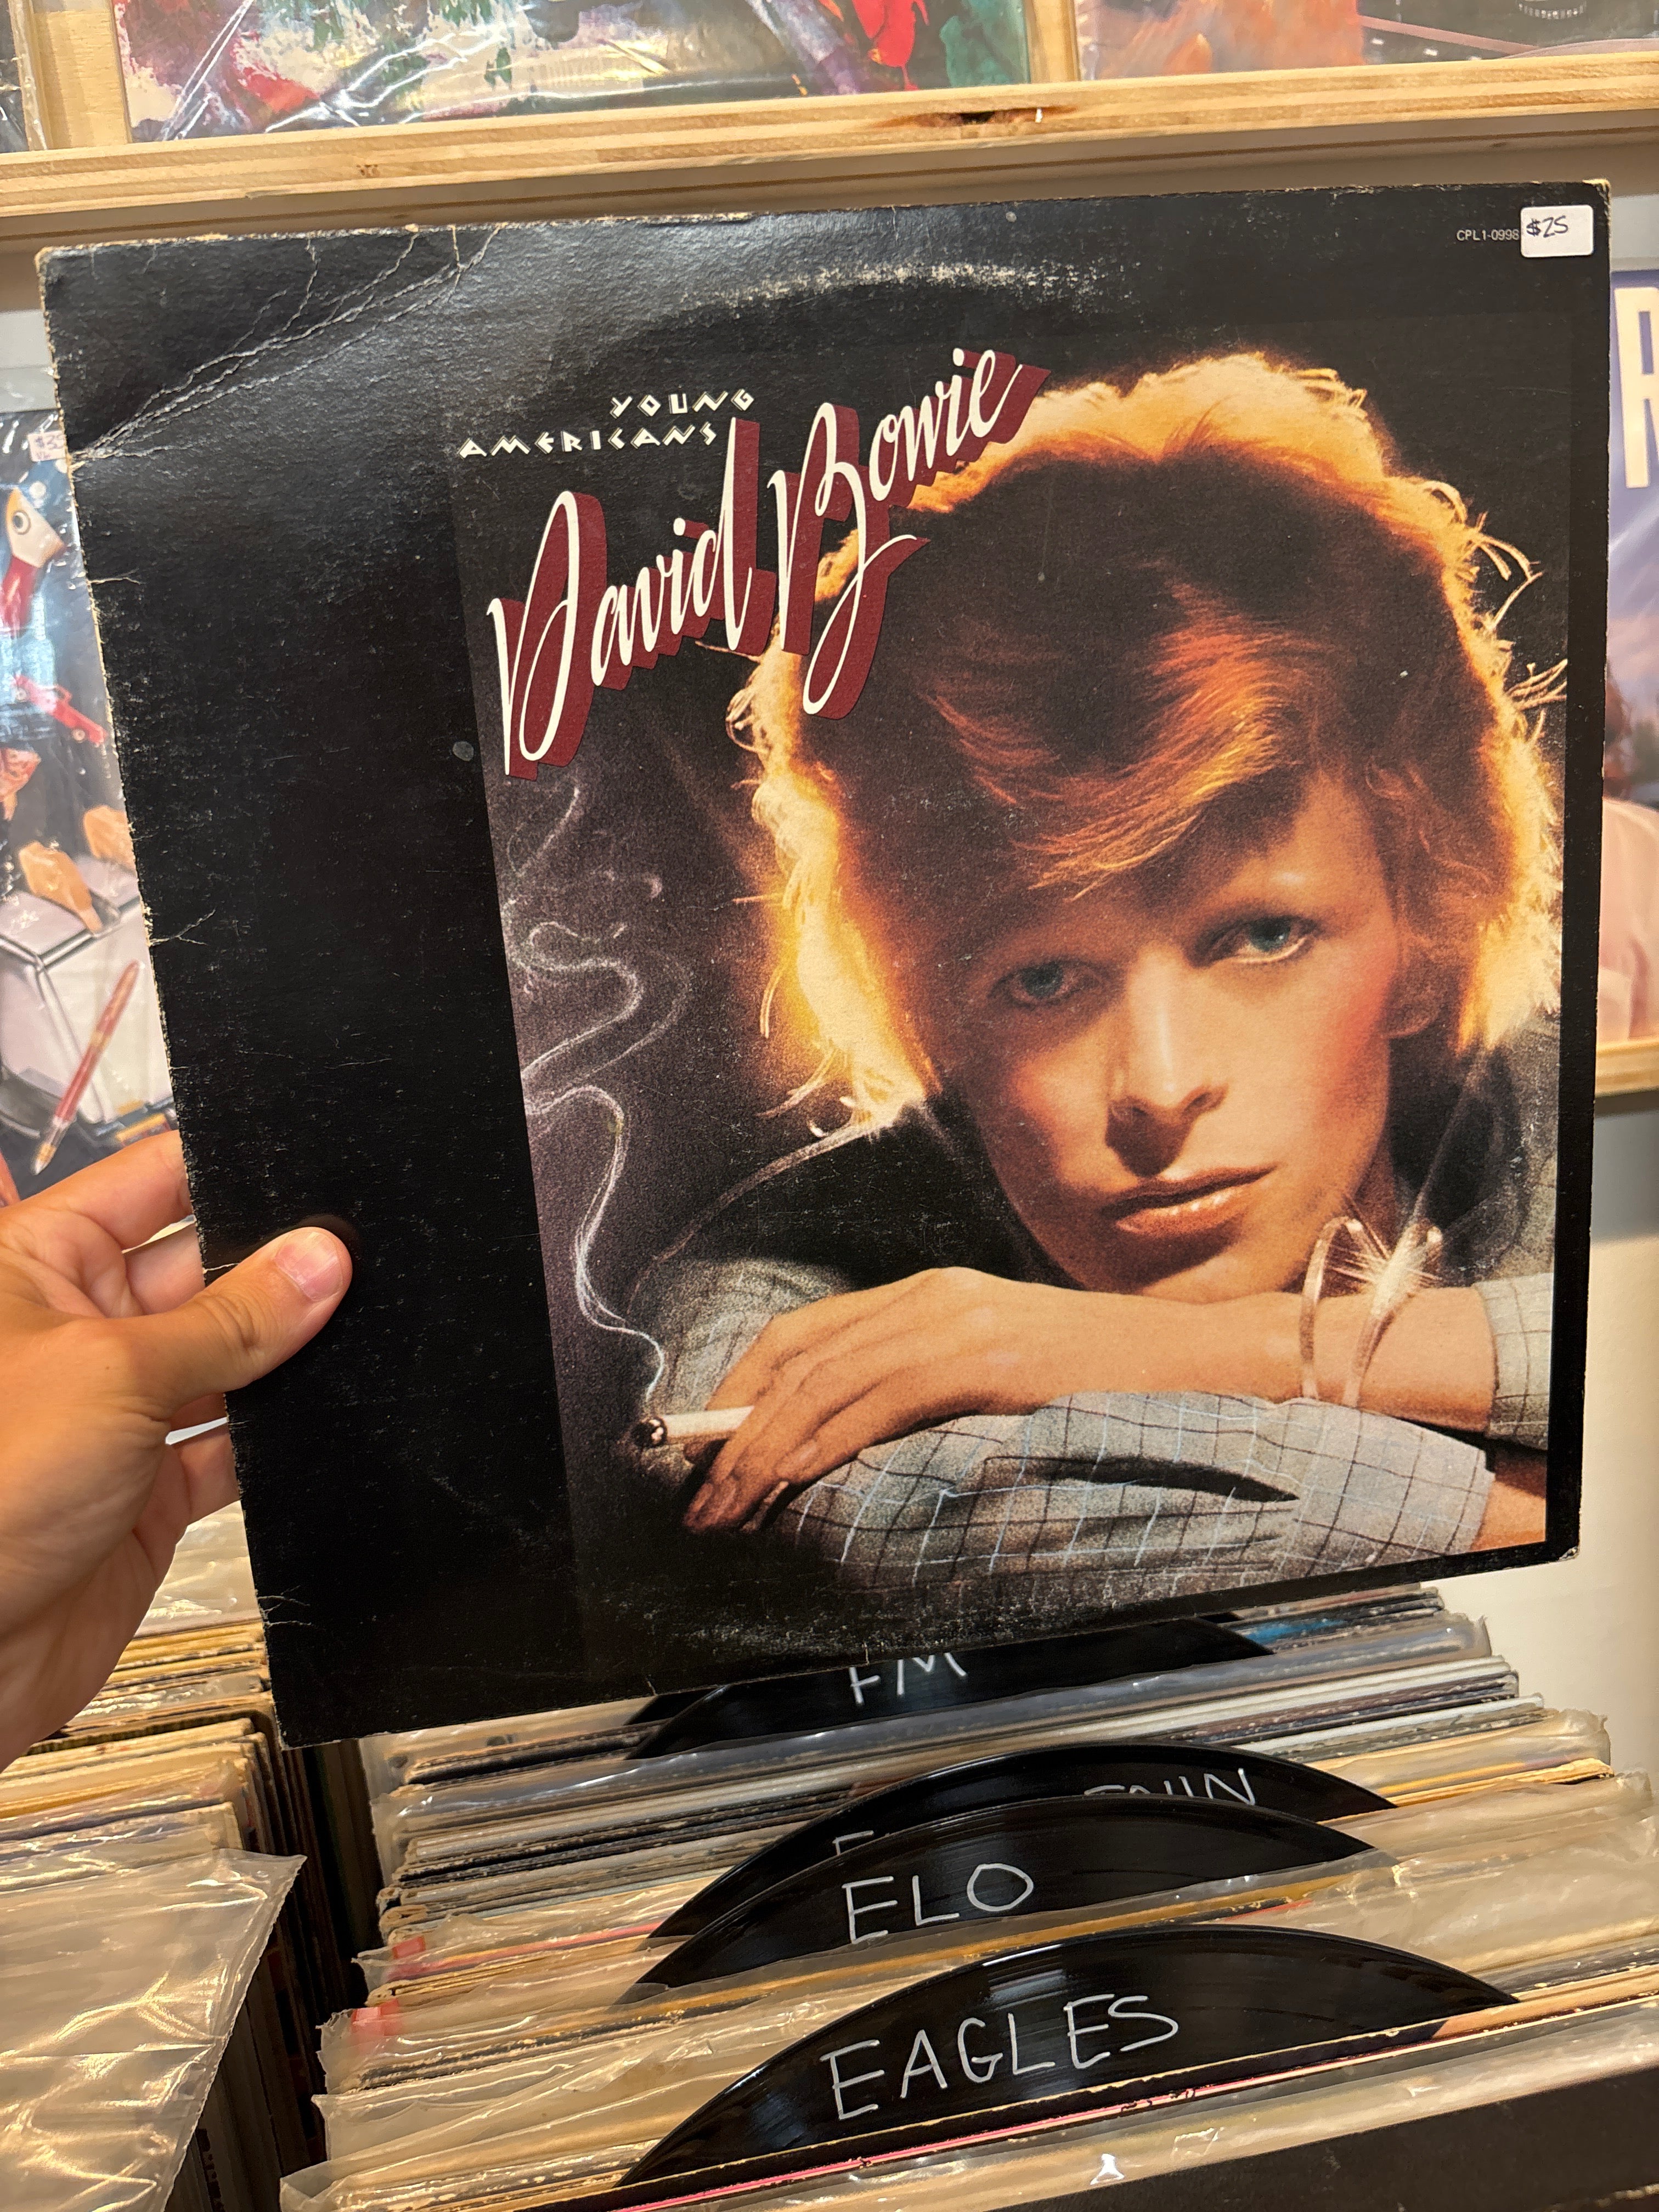 CPL1-0998
$25
YOUNG
AMERICANS
David Bowie
FM
ELO
EAGLES